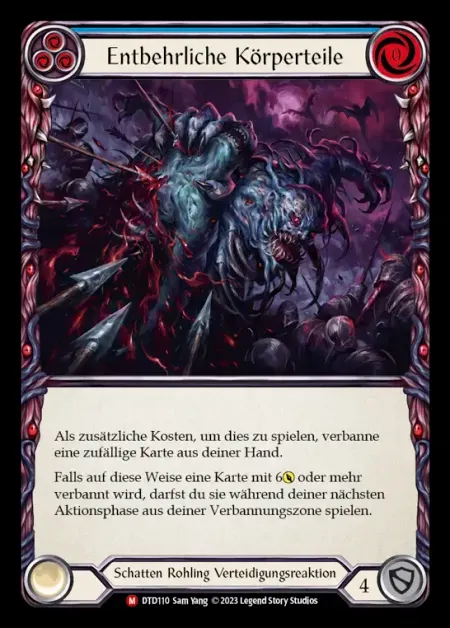 Entbehrliche Körperteile
0
Als zusätzliche Kosten, um dies zu spielen, verbanne
eine zufällige Karte aus deiner Hand.
Falls auf diese Weise eine Karte mit 6 oder mehr
verbannt wird, darfst du sie während deiner nächsten
Aktionsphase aus deiner Verbannungszone spielen.
Schatten Rohling Verteidigungsreaktion
4
M DTD110 Sam Yang ©2023 Legend Story Studios